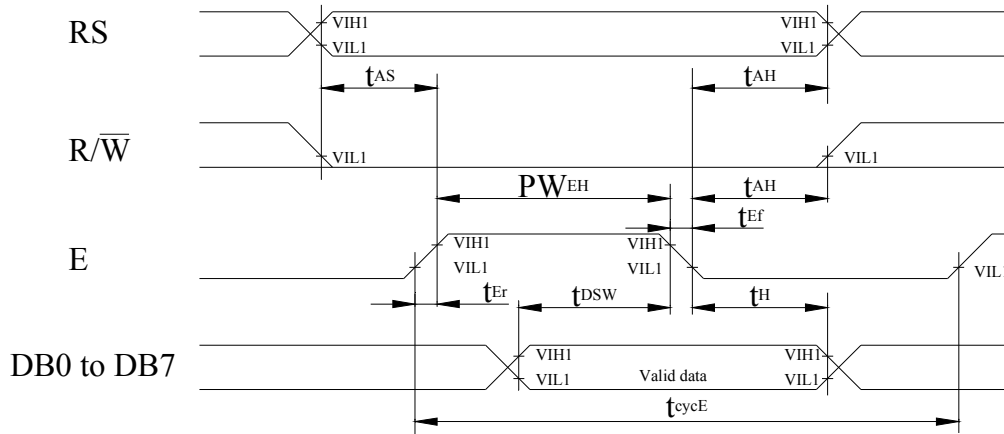 RS
VIH1
VIL1
VIH1
VIL1
tAS
tAH
R/W̅
VIL1
VIL1
PWEH
tAH
tEf
E
VIH1
VIL1
VIH1
VIL1
VIL1
tEr
tDSW
tH
DB0 to DB7
VIH1
VIL1
Valid data
VIH1
VIL1
tcycE